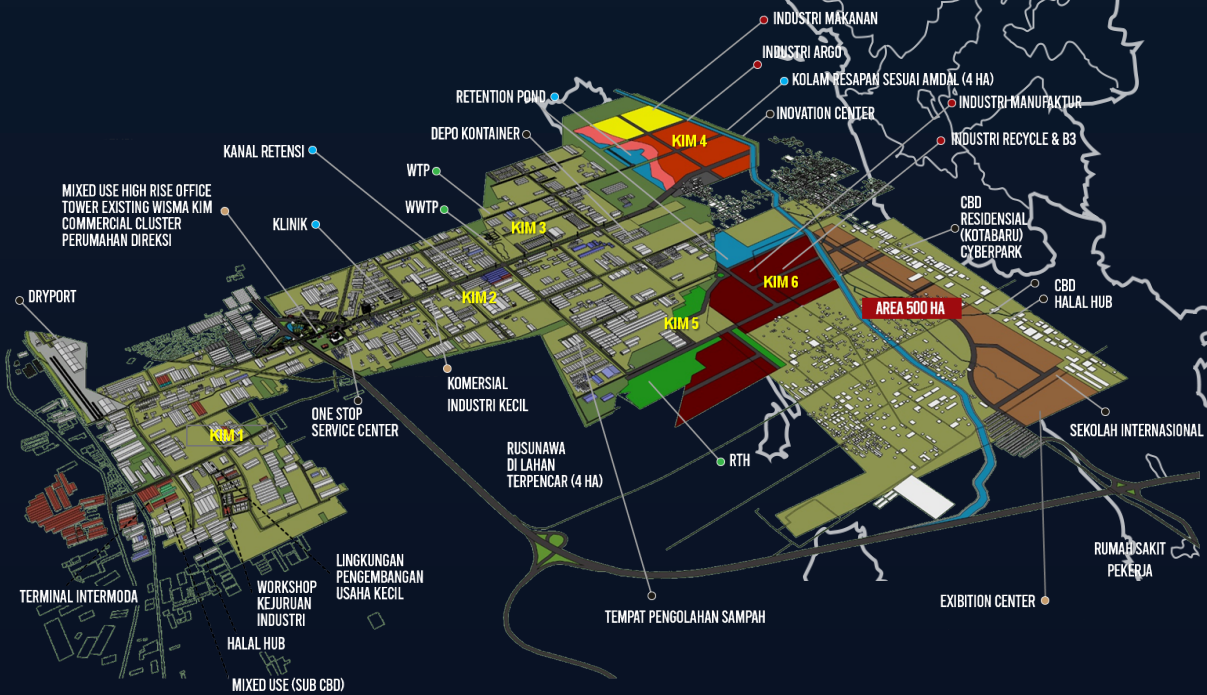 INDUSTRI MAKANAN
INDUSTRI ARGO
KOLAM RESAPAN SESUAI AMDAL (4 HA)
RETENTION POND
INDUSTRI MANUFAKTUR
INOVATION CENTER
DEPO KONTAINER
KIM 4
INDUSTRI RECYCLE & B3
KANAL RETENSI
WTP
MIXED USE HIGH RISE OFFICE
TOWER EXISTING WISMA KIM
COMMERCIAL CLUSTER
PERUMAHAN DIREKSI
WWTP
KLINIK
KIM 3
CBD
RESIDENSIAL
(KOTABARU)
CYBERPARK
KIM 6
CBD
HALAL HUB
DRYPORT
KIM 2
AREA 500 HA
KIM 5
KOMERSIAL
INDUSTRI KECIL
ONE STOP
SERVICE CENTER
KIM 1
SEKOLAH INTERNASIONAL
RUSUNAWA
DI LAHAN
TERPENCAR (4 HA)
RTH
RUMAH SAKIT
PEKERJA
LINGKUNGAN
PENGEMBANGAN
USAHA KECIL
WORKSHOP
KEJURUAN
INDUSTRI
TERMINAL INTERMODA
EXIBITION CENTER
TEMPAT PENGOLAHAN SAMPAH
HALAL HUB
MIXED USE (SUB CBD)